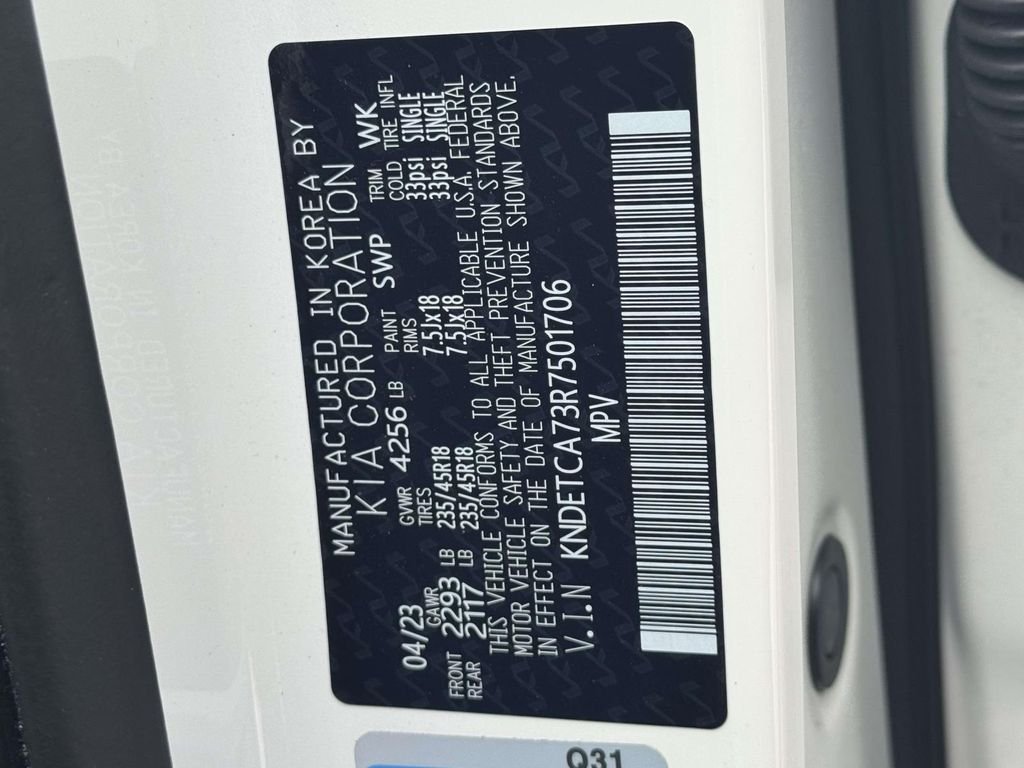 MANUFACTURED IN KOREA BY
KIA CORPORATION
04/23 GVWR 4256 LB PAINT SWP TRIM WK
GAWR TIRES RIMS COLD TIRE INFL
FRONT 2293 LB 235/45R18 7.5Jx18 33psi SINGLE
REAR 2117 LB 235/45R18 7.5Jx18 33psi SINGLE
THIS VEHICLE CONFORMS TO ALL APPLICABLE U.S.A. FEDERAL
MOTOR VEHICLE SAFETY AND THEFT PREVENTION STANDARDS
IN EFFECT ON THE DATE OF MANUFACTURE SHOWN ABOVE.
V.I.N KNDETCA73R7501706
MPV
Q31